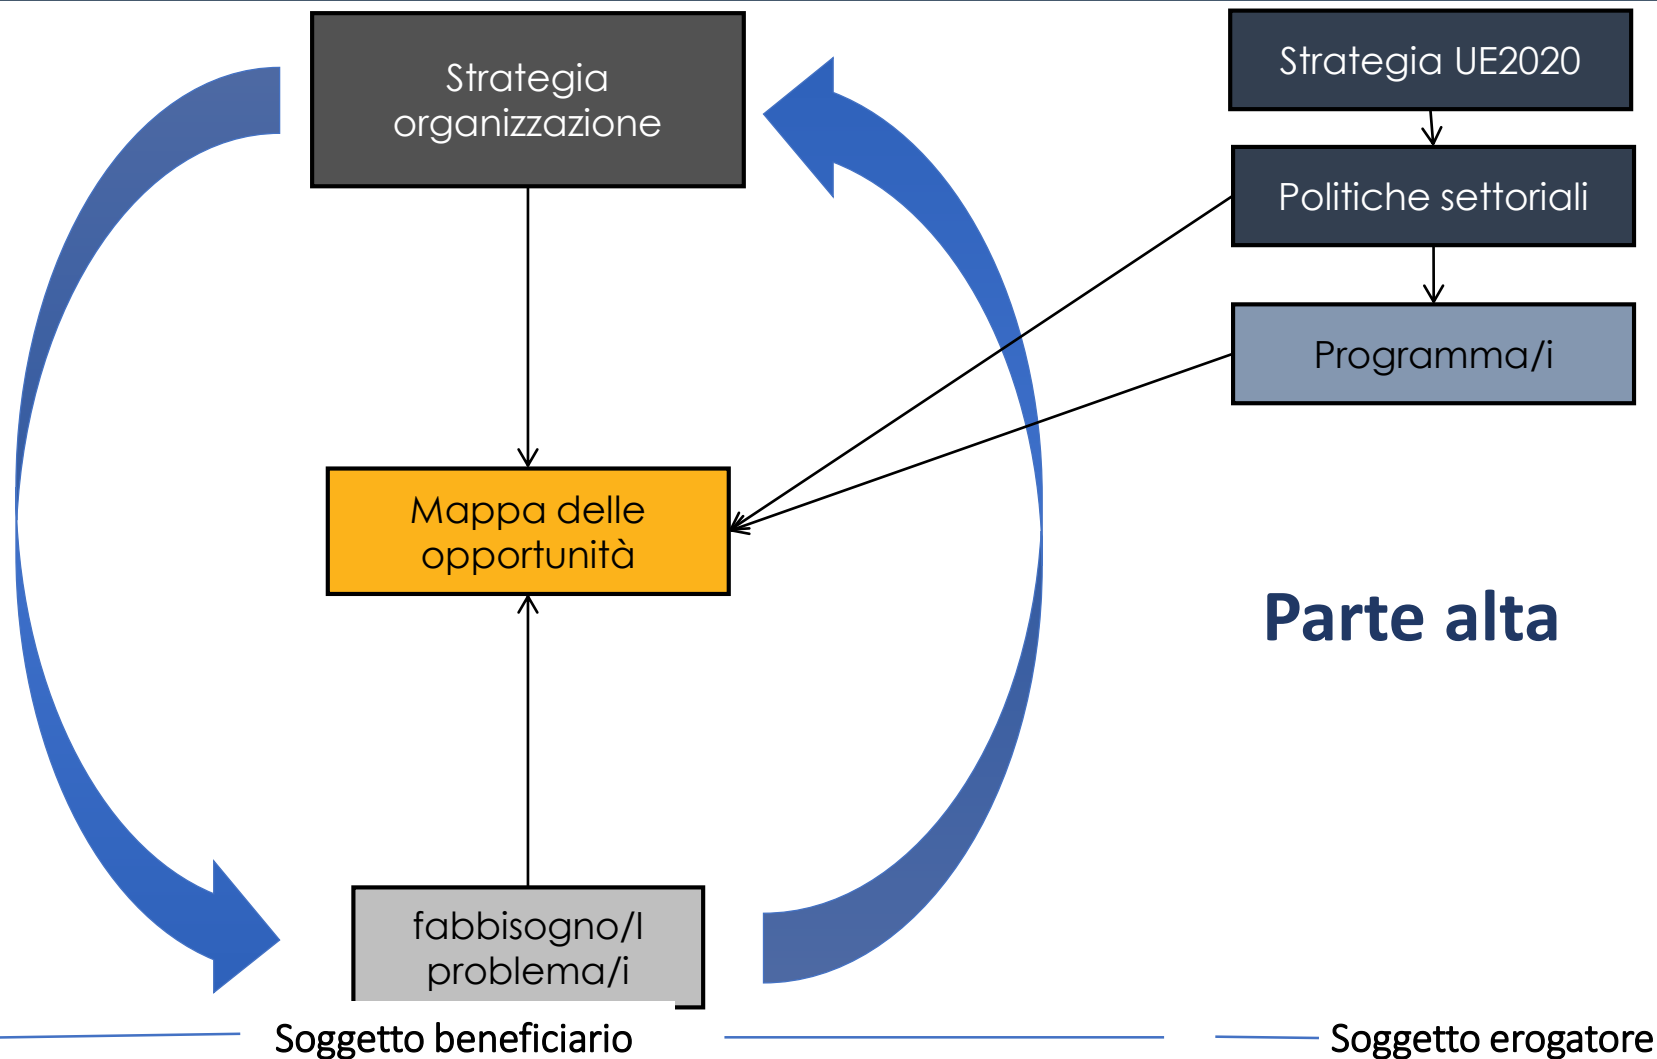 Strategia
organizzazione
Strategia UE2020
Politiche settoriali
Programma/i
Mappa delle
opportunità
Parte alta
fabbisogno/I
problema/i
Soggetto beneficiario
Soggetto erogatore